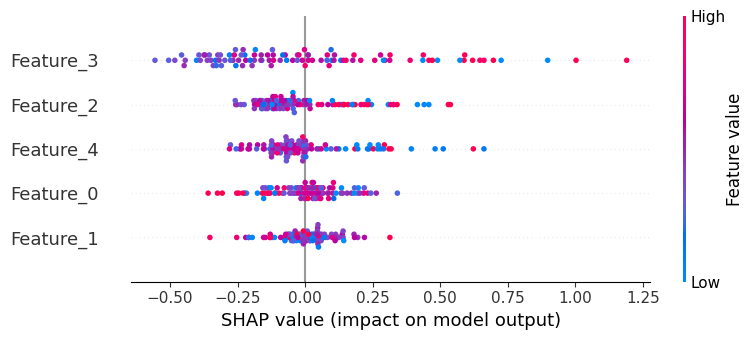 High
Feature_3
Feature_2
Feature_4
Feature_0
Feature_1
Feature value
Low
−0.50 −0.25 0.00 0.25 0.50 0.75 1.00 1.25
SHAP value (impact on model output)